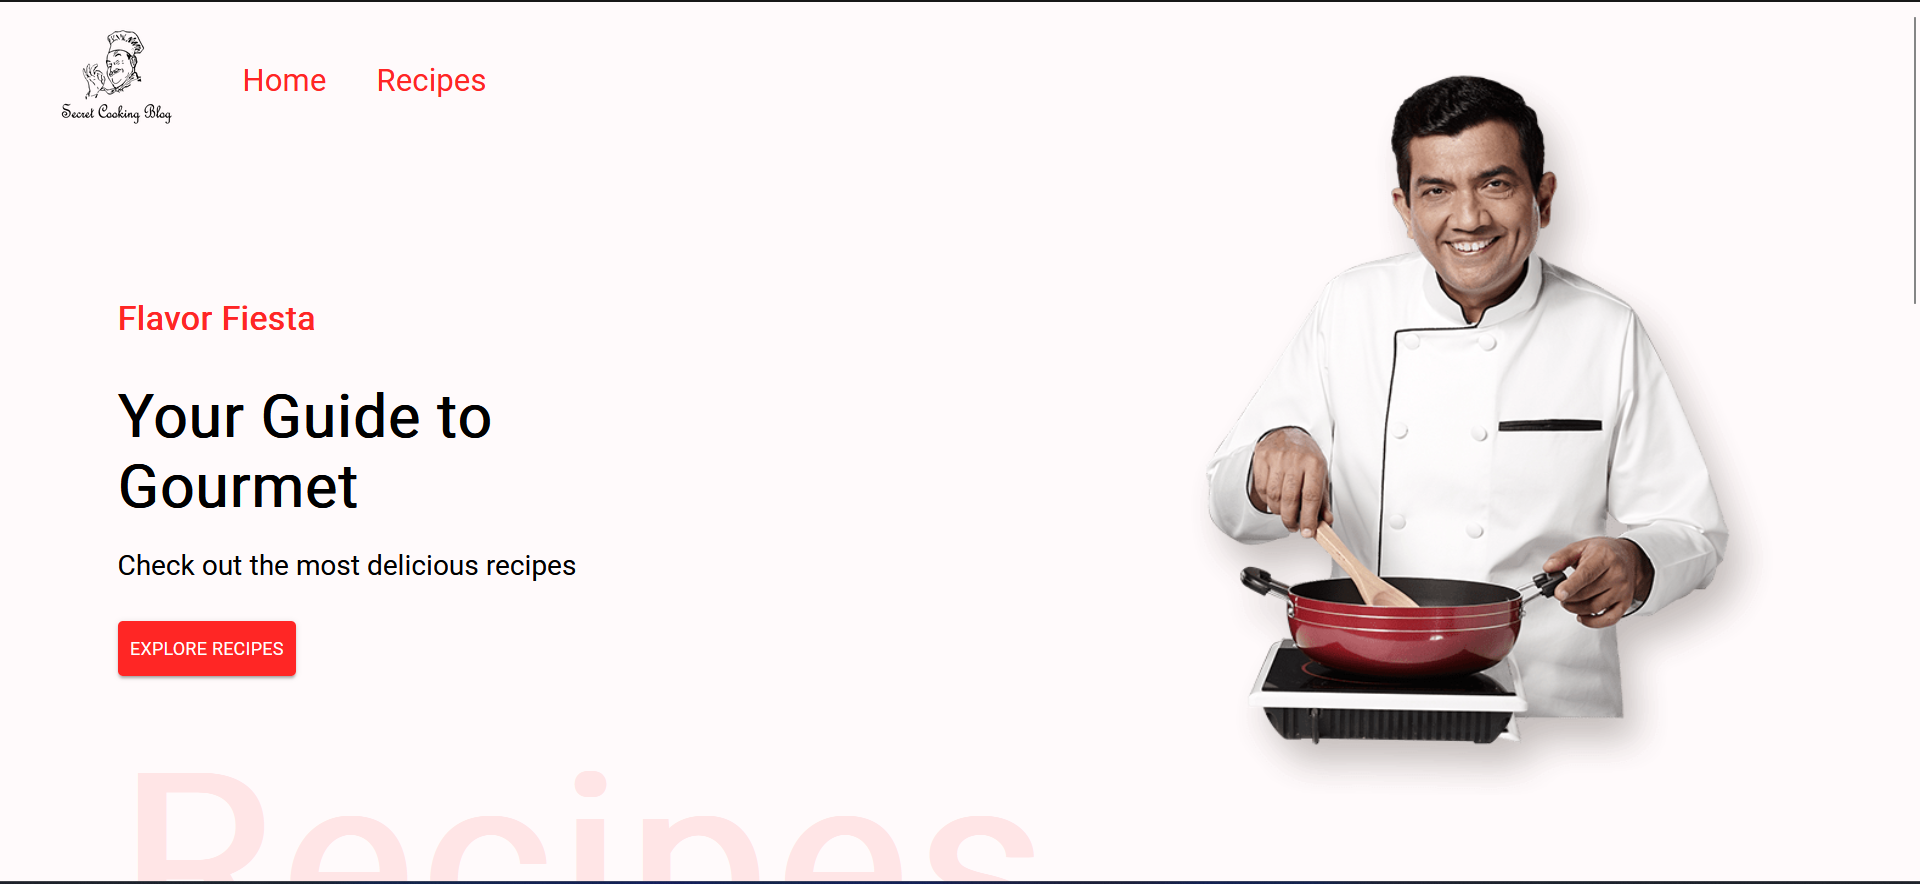 Secret Cooking Blog
Home
Recipes
Flavor Fiesta
Your Guide to
Gourmet
Check out the most delicious recipes
EXPLORE RECIPES
Recipes